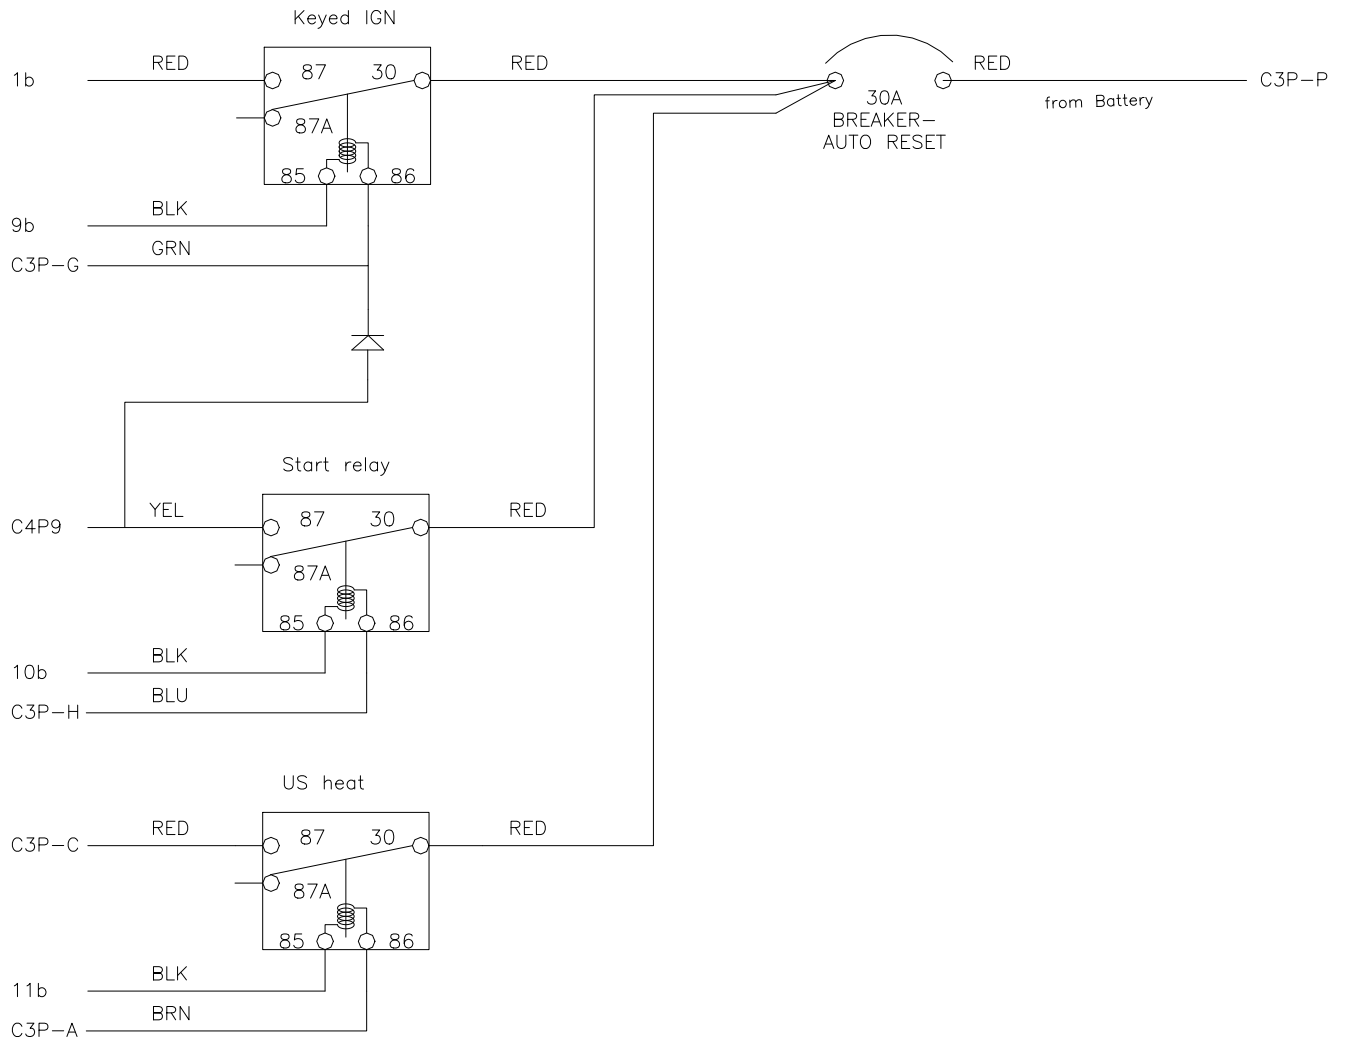 Keyed IGN
1b
RED
87
30
RED
RED
C3P-P
87A
30A
BREAKER-
AUTO RESET
from Battery
85
86
9b
BLK
C3P-G
GRN
Start relay
C4P9
YEL
87
30
RED
87A
85
86
10b
BLK
C3P-H
BLU
US heat
C3P-C
RED
87
30
RED
87A
85
86
11b
BLK
C3P-A
BRN